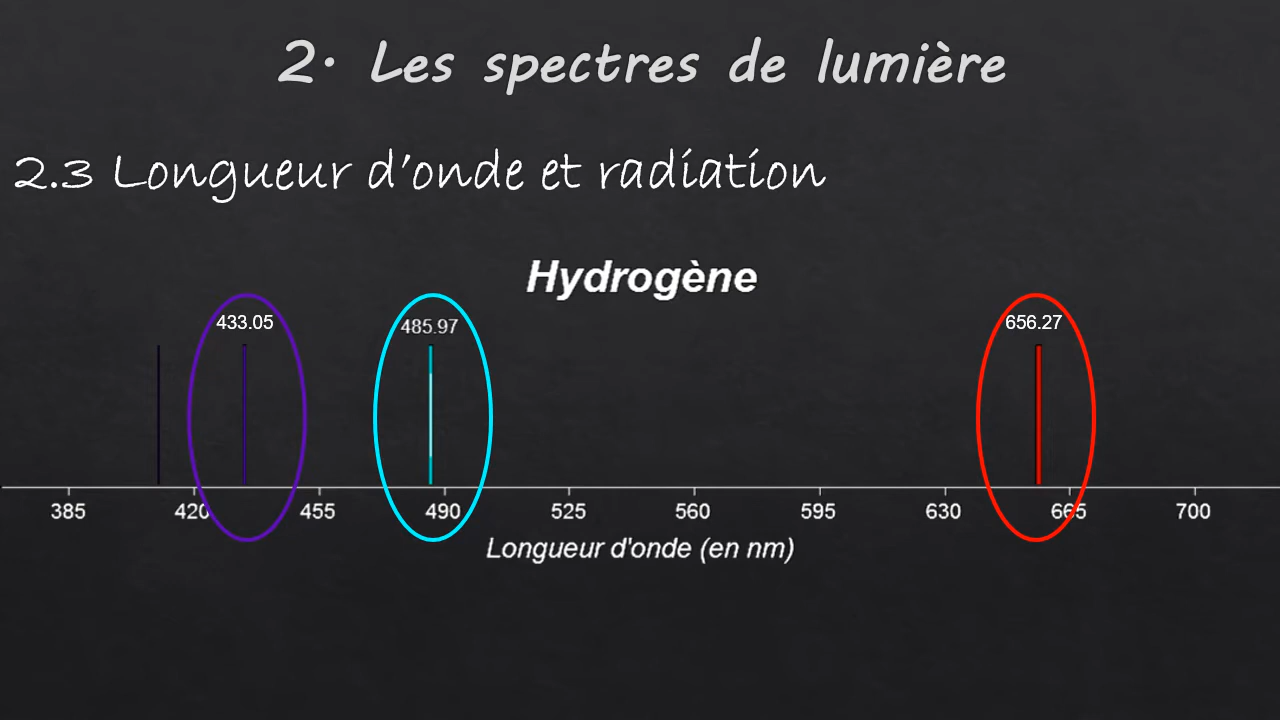 2. Les spectres de lumière
2.3 Longueur d’onde et radiation
Hydrogène
433.05 485.97 656.27
385 420 455 490 525 560 595 630 665 700
Longueur d'onde (en nm)